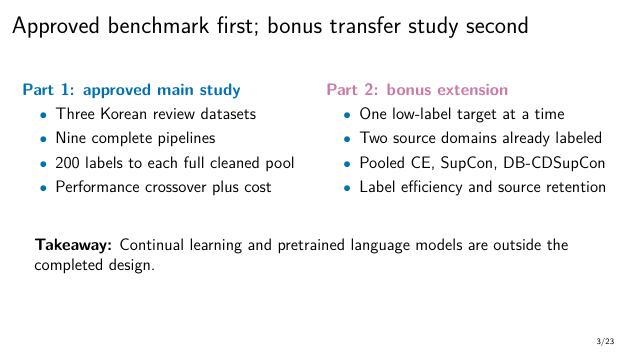 Approved benchmark first; bonus transfer study second
Part 1: approved main study
• Three Korean review datasets
• Nine complete pipelines
• 200 labels to each full cleaned pool
• Performance crossover plus cost
Part 2: bonus extension
• One low-label target at a time
• Two source domains already labeled
• Pooled CE, SupCon, DB-CDSupCon
• Label efficiency and source retention
Takeaway: Continual learning and pretrained language models are outside the
completed design.
3/23